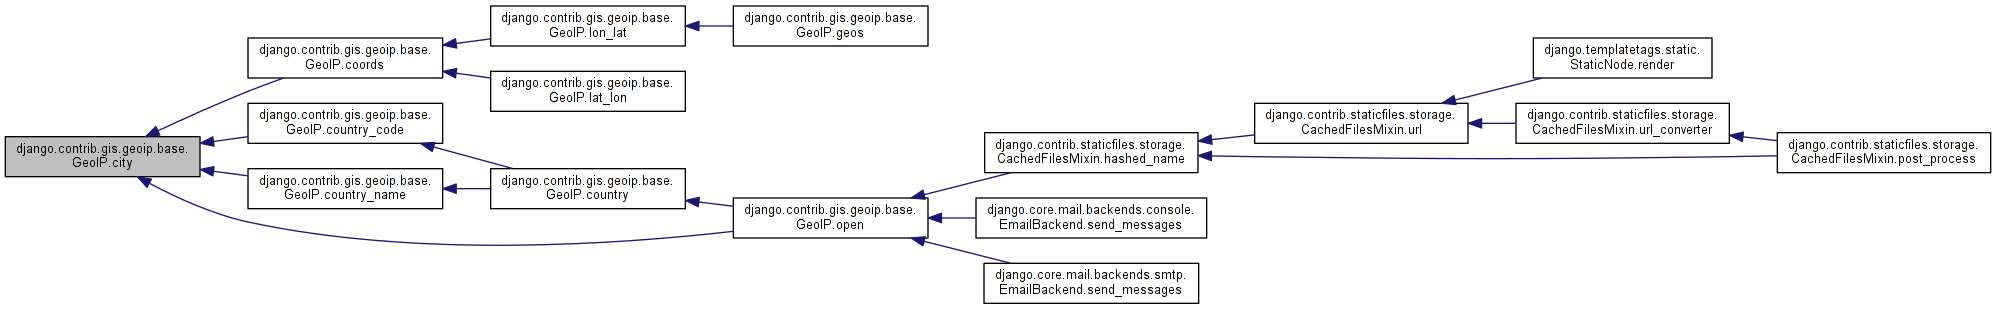 django.contrib.gis.geoip.base.
GeoIP.city
django.contrib.gis.geoip.base.
GeoIP.coords
django.contrib.gis.geoip.base.
GeoIP.country_code
django.contrib.gis.geoip.base.
GeoIP.country_name
django.contrib.gis.geoip.base.
GeoIP.lon_lat
django.contrib.gis.geoip.base.
GeoIP.lat_lon
django.contrib.gis.geoip.base.
GeoIP.country
django.contrib.gis.geoip.base.
GeoIP.geos
django.contrib.gis.geoip.base.
GeoIP.open
django.contrib.staticfiles.storage.
CachedFilesMixin.hashed_name
django.core.mail.backends.console.
EmailBackend.send_messages
django.core.mail.backends.smtp.
EmailBackend.send_messages
django.contrib.staticfiles.storage.
CachedFilesMixin.url
django.templatetags.static.
StaticNode.render
django.contrib.staticfiles.storage.
CachedFilesMixin.url_converter
django.contrib.staticfiles.storage.
CachedFilesMixin.post_process